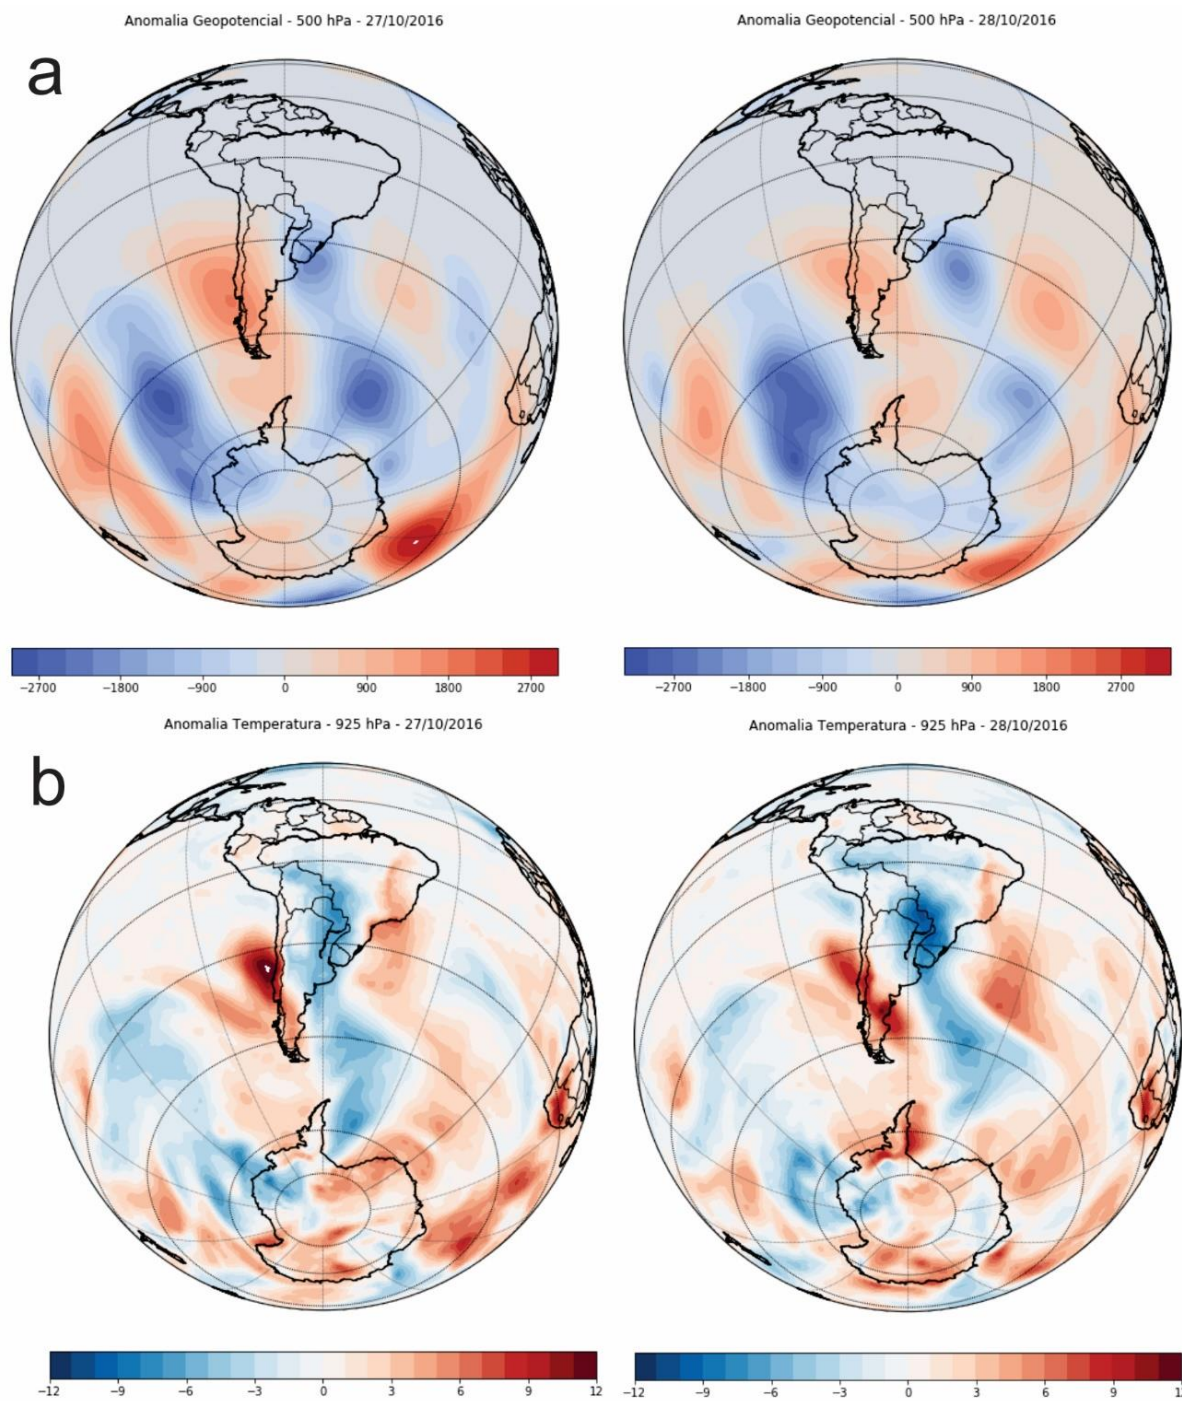 Anomalia Geopotencial - 500 hPa - 27/10/2016
Anomalia Geopotencial - 500 hPa - 28/10/2016
a
−2700 −1800 −900 0 900 1800 2700
−2700 −1800 −900 0 900 1800 2700
Anomalia Temperatura - 925 hPa - 27/10/2016
Anomalia Temperatura - 925 hPa - 28/10/2016
b
−12 −9 −6 −3 0 3 6 9 12
−12 −9 −6 −3 0 3 6 9